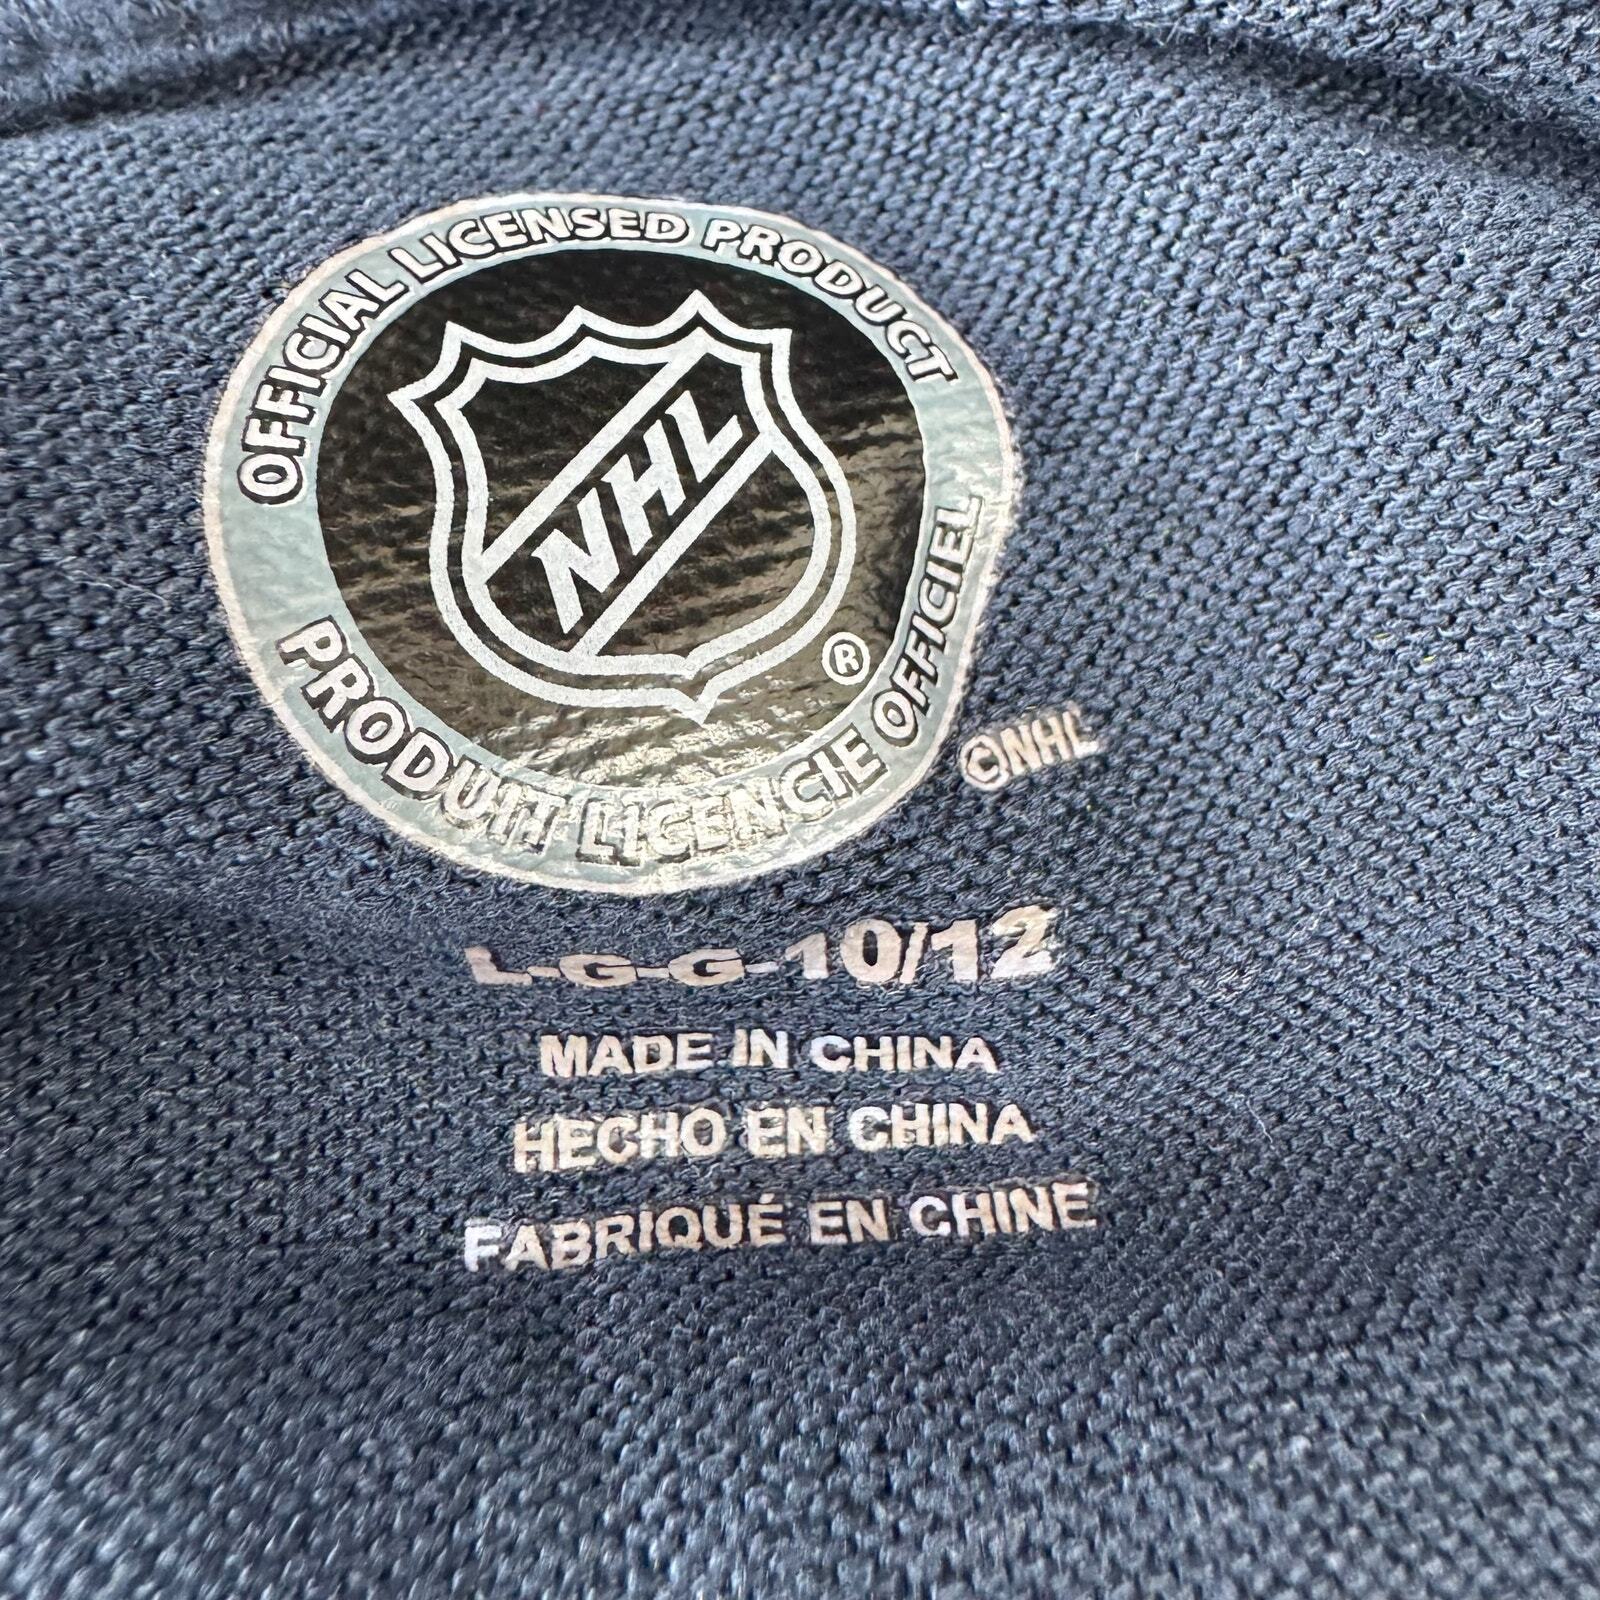 OFFICIAL LICENSED PRODUCT
NHL
®
PRODUIT LICENCIE OFFICIEL
©NHL
L-G-G-10/12
MADE IN CHINA
HECHO EN CHINA
FABRIQUÉ EN CHINE